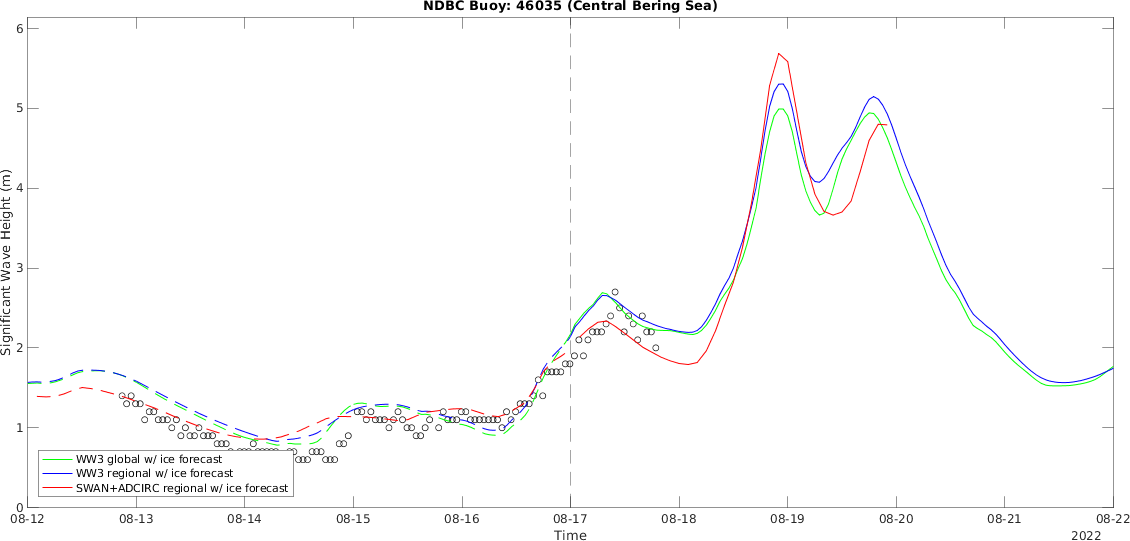 NDBC Buoy: 46035 (Central Bering Sea)
Significant Wave Height (m)
6
5
4
3
2
1
0
WW3 global w/ ice forecast
WW3 regional w/ ice forecast
SWAN+ADCIRC regional w/ ice forecast
08-12 08-13 08-14 08-15 08-16 08-17 08-18 08-19 08-20 08-21 08-22
Time
2022